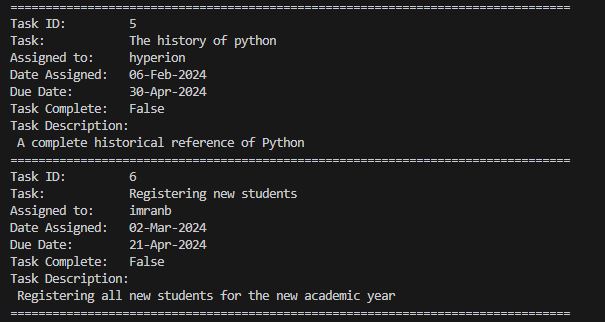 ================================================================================
Task ID: 5
Task: The history of python
Assigned to: hyperion
Date Assigned: 06-Feb-2024
Due Date: 30-Apr-2024
Task Complete: False
Task Description:
A complete historical reference of Python
================================================================================
Task ID: 6
Task: Registering new students
Assigned to: imranb
Date Assigned: 02-Mar-2024
Due Date: 21-Apr-2024
Task Complete: False
Task Description:
Registering all new students for the new academic year
================================================================================